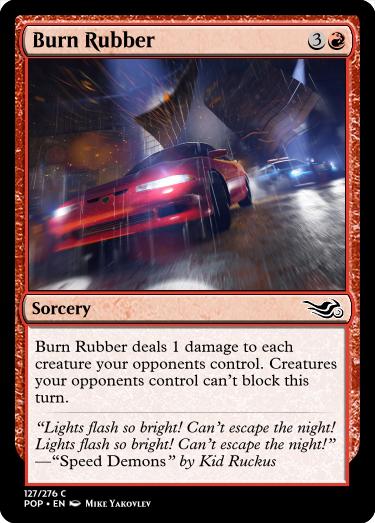 Burn Rubber 3
Sorcery
Burn Rubber deals 1 damage to each
creature your opponents control. Creatures
your opponents control can't block this
turn.
“Lights flash so bright! Can't escape the night!
Lights flash so bright! Can't escape the night!”
—“Speed Demons” by Kid Ruckus
127/276 C
POP • EN Mike Yakovlev